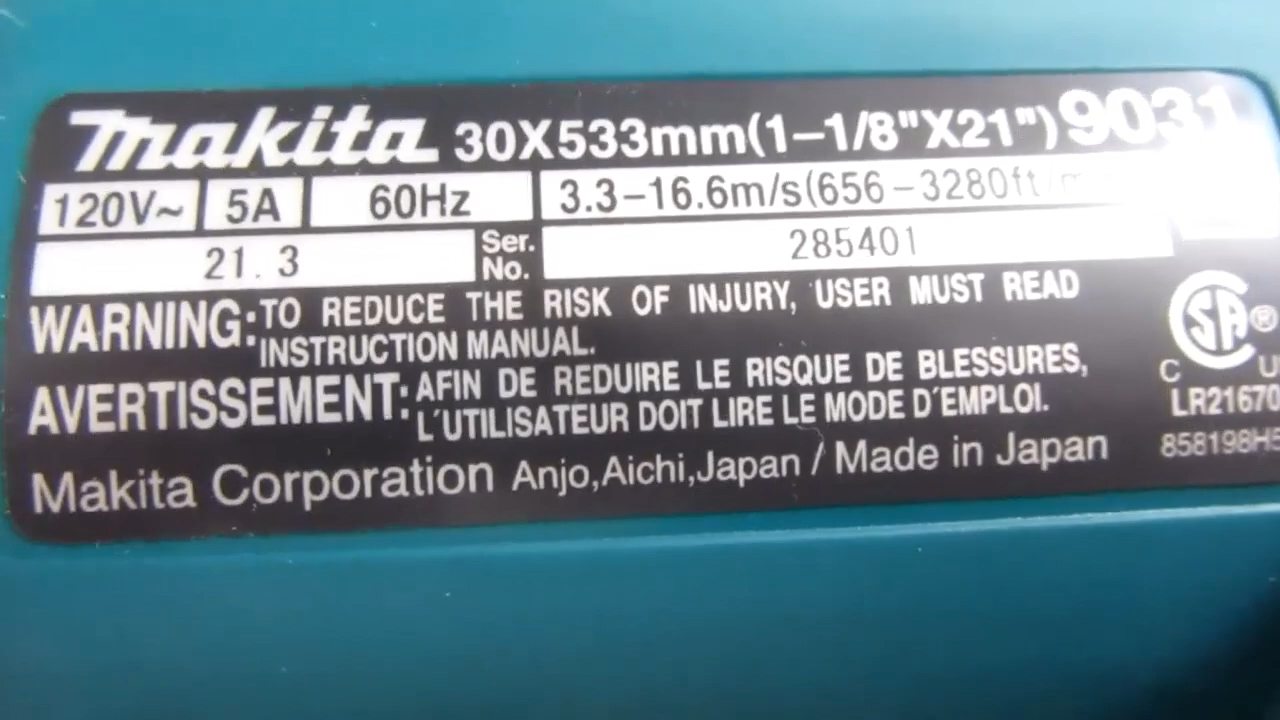 Makita 30X533mm(1-1/8"X21") 9031
120V~ 5A 60Hz 3.3-16.6m/s(656-3280ft/m
21.3 Ser. No. 285401
WARNING: TO REDUCE THE RISK OF INJURY, USER MUST READ
INSTRUCTION MANUAL.
AVERTISSEMENT: AFIN DE REDUIRE LE RISQUE DE BLESSURES,
L'UTILISATEUR DOIT LIRE LE MODE D'EMPLOI.
Makita Corporation Anjo,Aichi,Japan / Made in Japan
SA ®
C U
LR21670
858198H